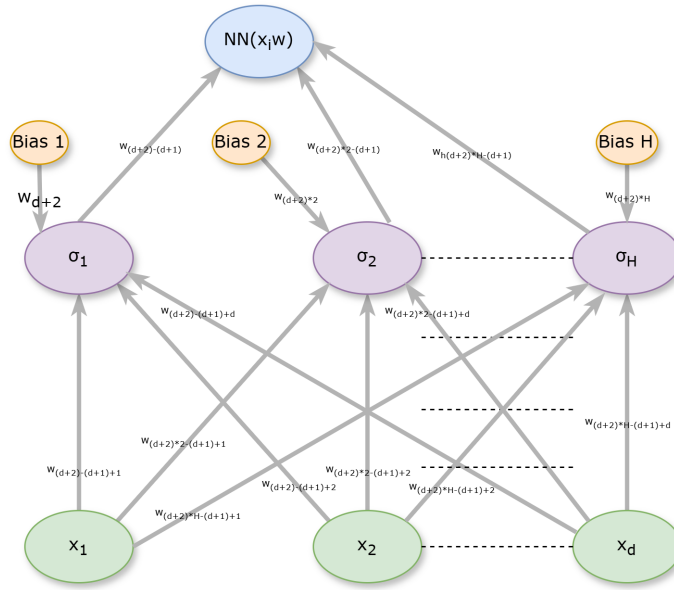 NN(xᵢw)
Bias 1
Bias 2
Bias H
w₍d+2)-(d+1)
w(d+2)*2-(d+1)
wh(d+2)*H-(d+1)
wd+2
w(d+2)*2
w(d+2)*H
σ₁
σ₂
σH
w(d+2)-(d+1)+d
w(d+2)*2-(d+1)+d
w(d+2)*H-(d+1)+d
w(d+2)*2-(d+1)+1
w(d+2)-(d+1)+1
w(d+2)-(d+1)+2
w(d+2)*2-(d+1)+2
w(d+2)*H-(d+1)+2
w(d+2)*H-(d+1)+1
x₁
x₂
xd